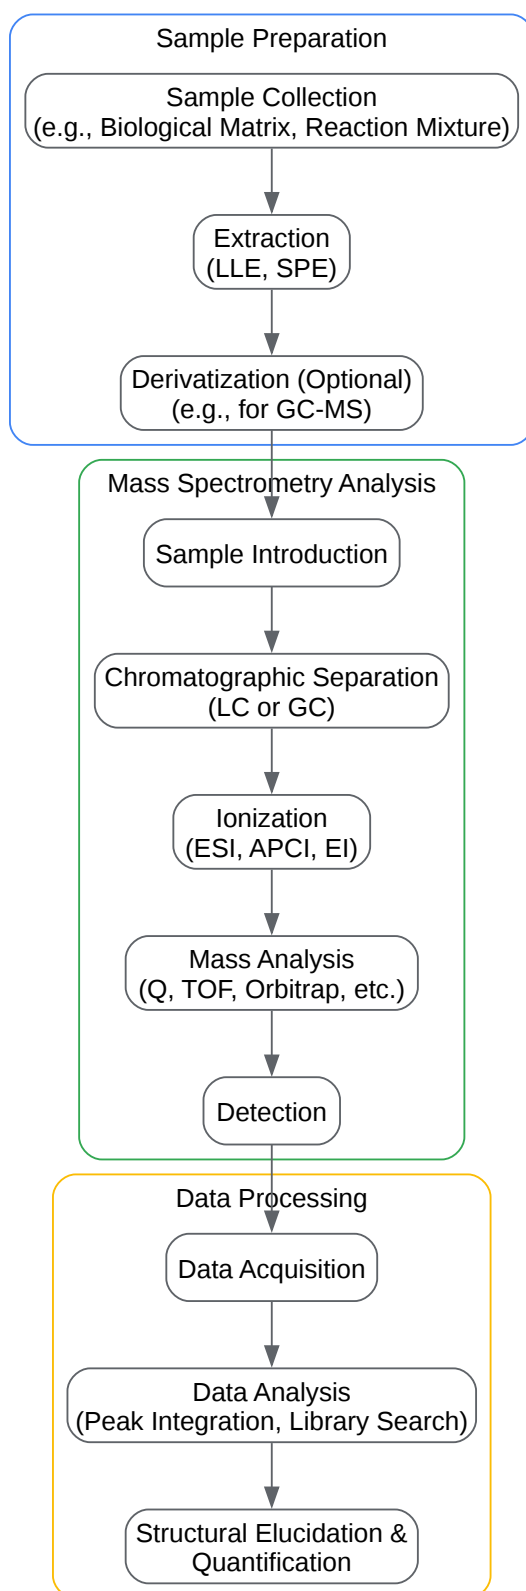 Sample Preparation
Sample Collection
(e.g., Biological Matrix, Reaction Mixture)
Extraction
(LLE, SPE)
Derivatization (Optional)
(e.g., for GC-MS)
Mass Spectrometry Analysis
Sample Introduction
Chromatographic Separation
(LC or GC)
Ionization
(ESI, APCI, EI)
Mass Analysis
(Q, TOF, Orbitrap, etc.)
Detection
Data Processing
Data Acquisition
Data Analysis
(Peak Integration, Library Search)
Structural Elucidation &
Quantification